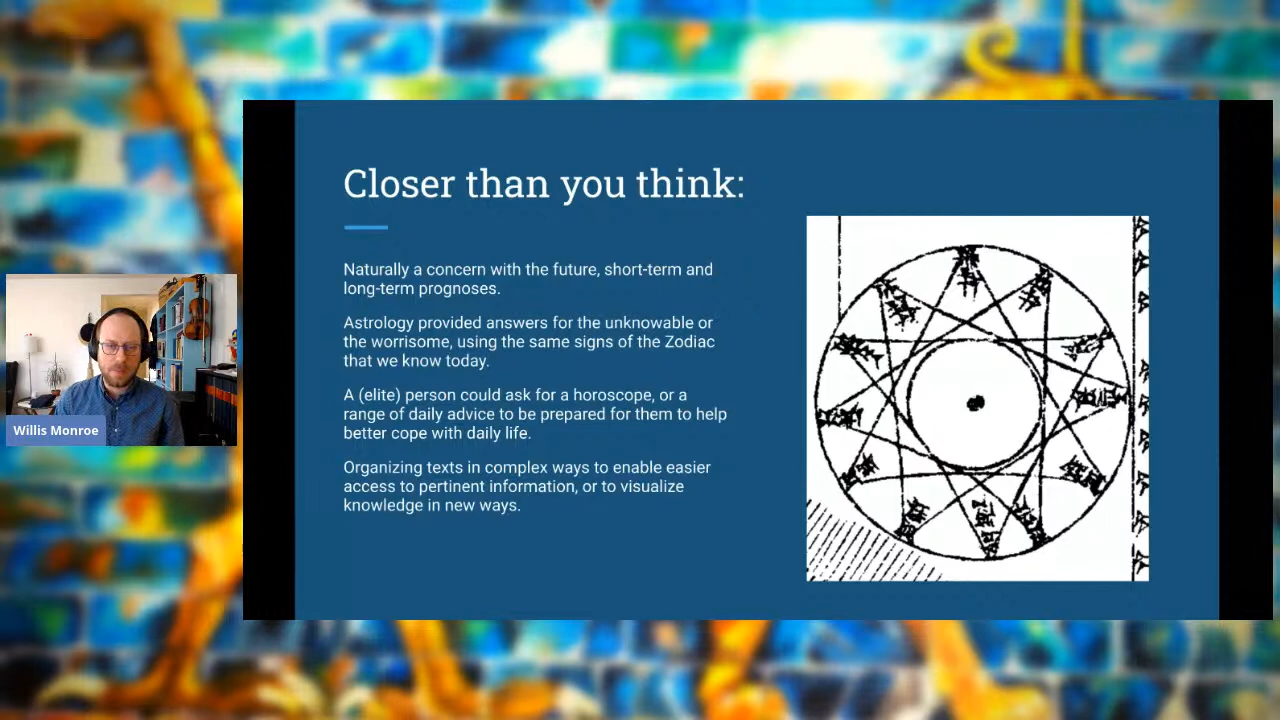 Closer than you think:
Naturally a concern with the future, short-term and
long-term prognoses.
Astrology provided answers for the unknowable or
the worrisome, using the same signs of the Zodiac
that we know today.
A (elite) person could ask for a horoscope, or a
range of daily advice to be prepared for them to help
better cope with daily life.
Organizing texts in complex ways to enable easier
access to pertinent information, or to visualize
knowledge in new ways.
Willis Monroe